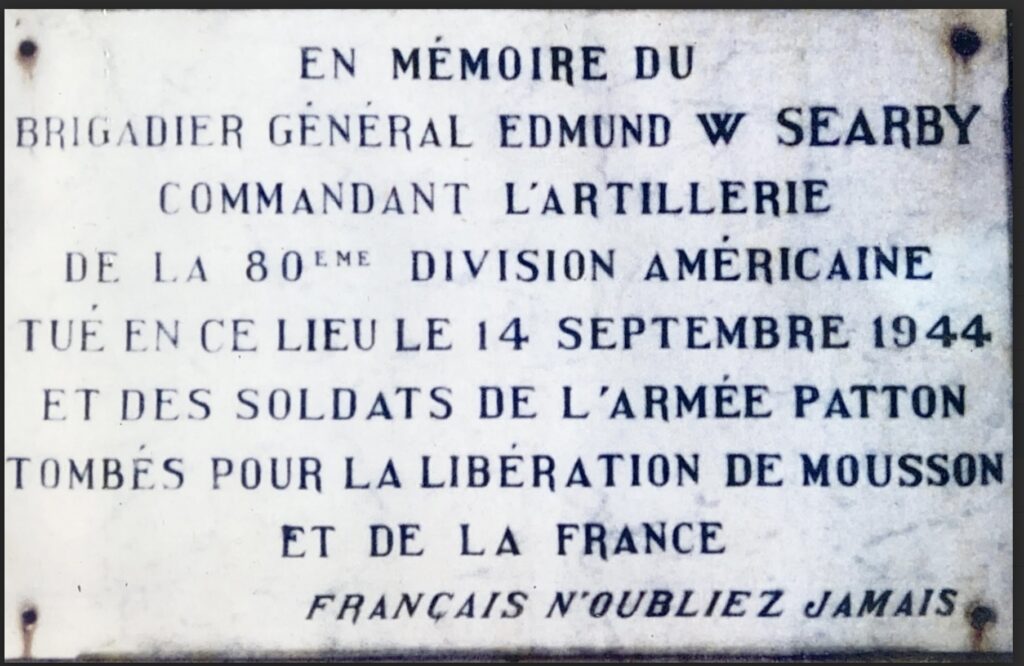 EN MÉMOIRE DU
BRIGADIER GÉNÉRAL EDMUND W SEARBY
COMMANDANT L'ARTILLERIE
DE LA 80EME DIVISION AMÉRICAINE
TUÉ EN CE LIEU LE 14 SEPTEMBRE 1944
ET DES SOLDATS DE L'ARMÉE PATTON
TOMBÉS POUR LA LIBÉRATION DE MOUSSON
ET DE LA FRANCE
FRANÇAIS N'OUBLIEZ JAMAIS